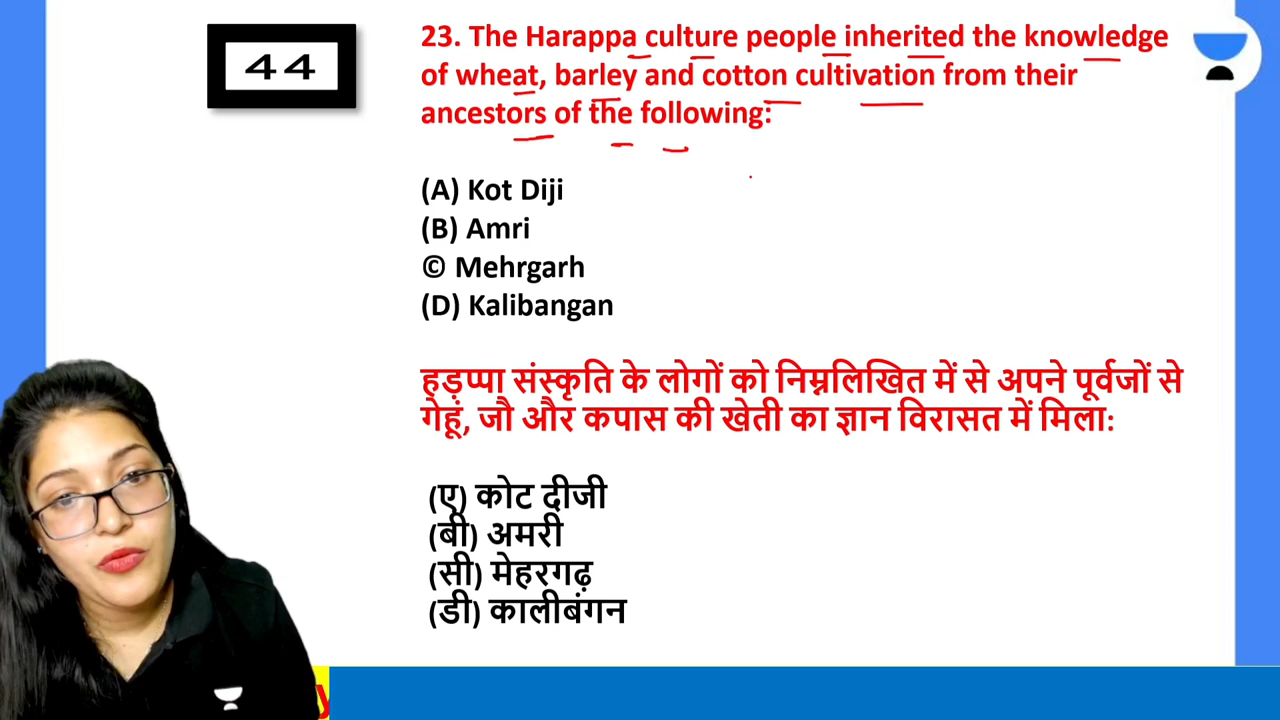 44
23. The Harappa culture people inherited the knowledge
of wheat, barley and cotton cultivation from their
ancestors of the following:
(A) Kot Diji
(B) Amri
© Mehrgarh
(D) Kalibangan
हड़प्पा संस्कृति के लोगों को निम्नलिखित में से अपने पूर्वजों से
गेहूं, जौ और कपास की खेती का ज्ञान विरासत में मिला:
(ए) कोट दीजी
(बी) अमरी
(सी) मेहरगढ़
(डी) कालीबंगन